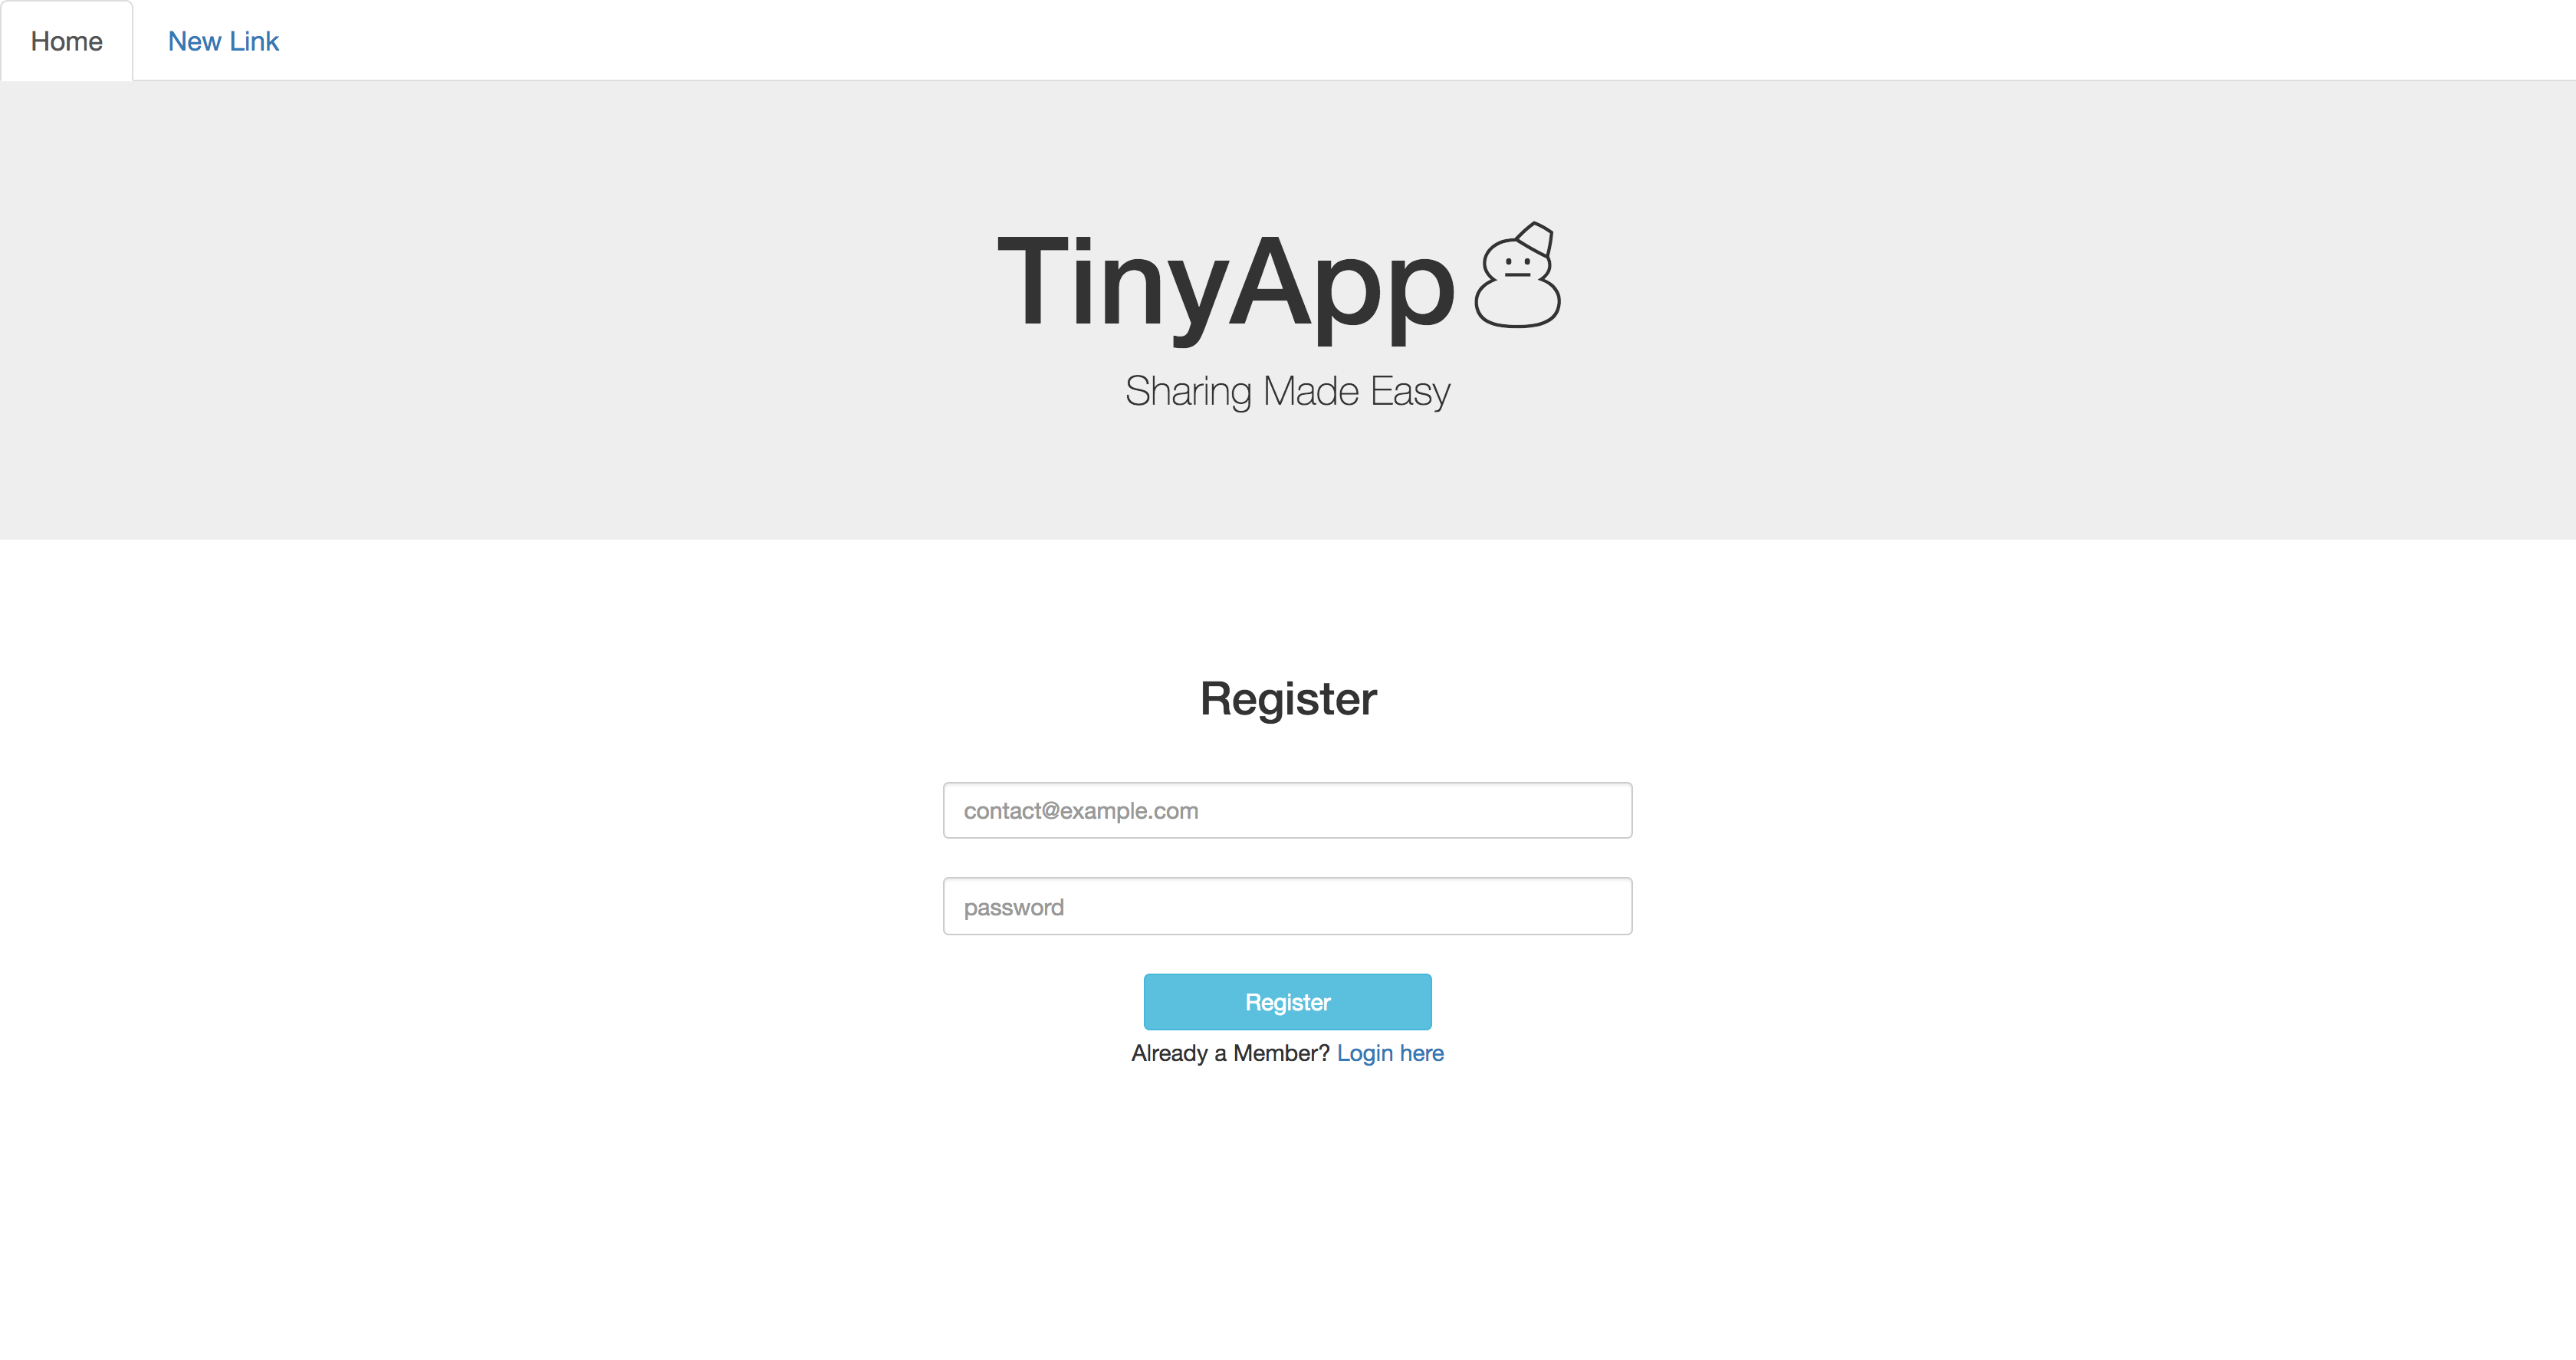 Home New Link
TinyApp
Sharing Made Easy
Register
contact@example.com
password
Register
Already a Member? Login here